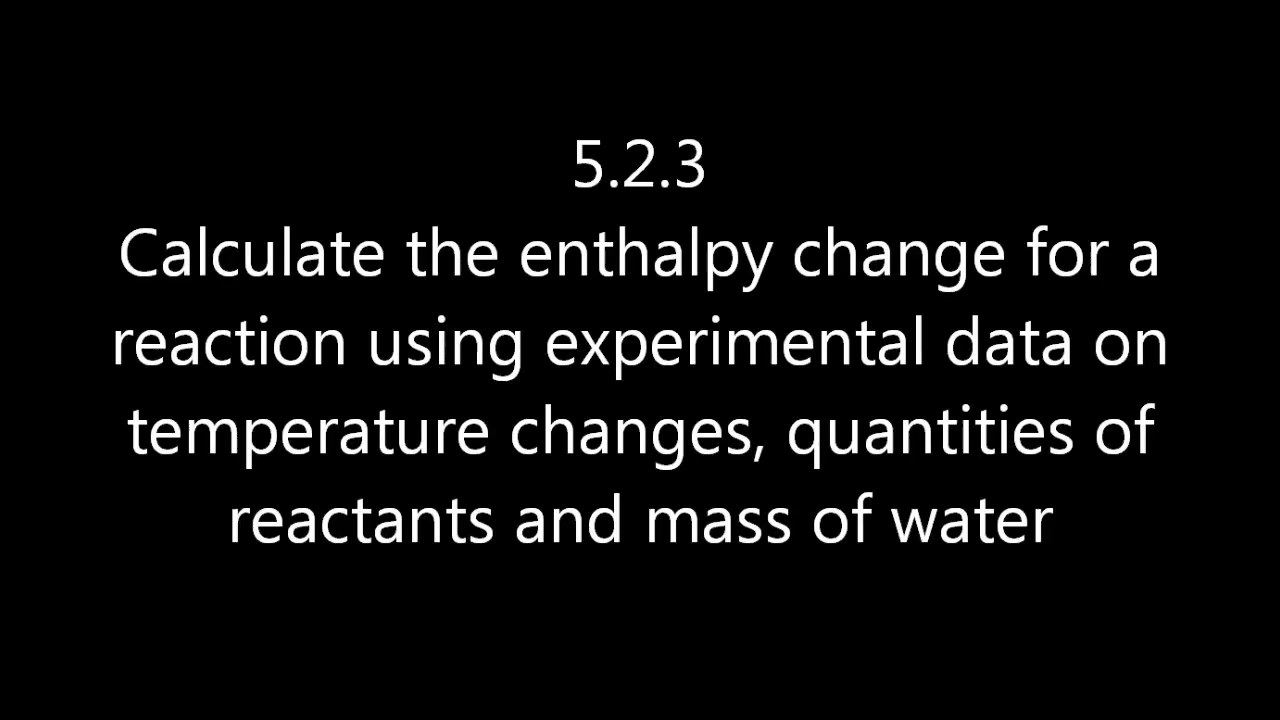 5.2.3
Calculate the enthalpy change for a
reaction using experimental data on
temperature changes, quantities of
reactants and mass of water